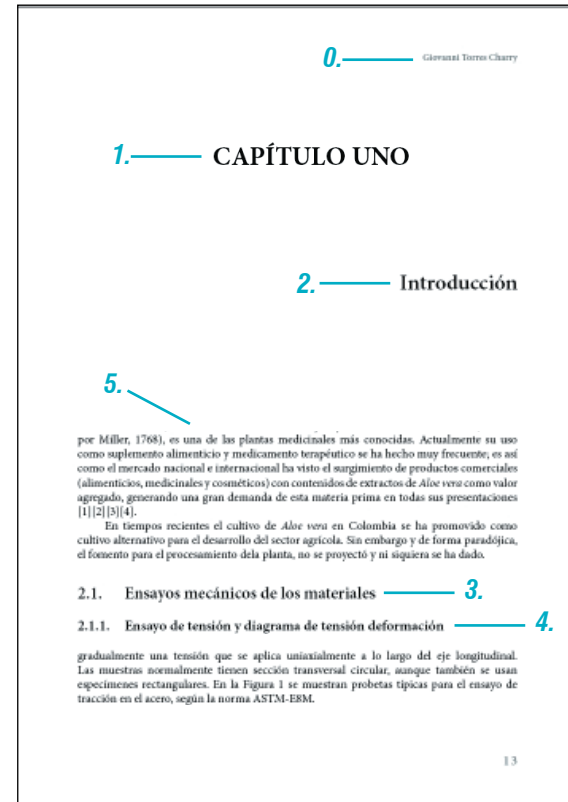 0. Giovanni Torres Charry
1. CAPÍTULO UNO
2. Introducción
5.
por Miller, 1768), es una de las plantas medicinales más conocidas. Actualmente su uso
como suplemento alimenticio y medicamento terapéutico se ha hecho muy frecuente; es así
como el mercado nacional e internacional ha visto el surgimiento de productos comerciales
(alimenticios, medicinales y cosméticos) con contenidos de extractos de Aloe vera como valor
agregado, generando una gran demanda de esta materia prima en todas sus presentaciones
[1][2][3][4].
En tiempos recientes el cultivo de Aloe vera en Colombia se ha promovido como
cultivo alternativo para el desarrollo del sector agrícola. Sin embargo y de forma paradójica,
el fomento para el procesamiento dela planta, no se proyectó y ni siquiera se ha dado.
2.1. Ensayos mecánicos de los materiales 3.
2.1.1. Ensayo de tensión y diagrama de tensión deformación 4.
gradualmente una tensión que se aplica uniaxialmente a lo largo del eje longitudinal.
Las muestras normalmente tienen sección transversal circular, aunque también se usan
especímenes rectangulares. En la Figura 1 se muestran probetas típicas para el ensayo de
tracción en el acero, según la norma ASTM-E8M.
13